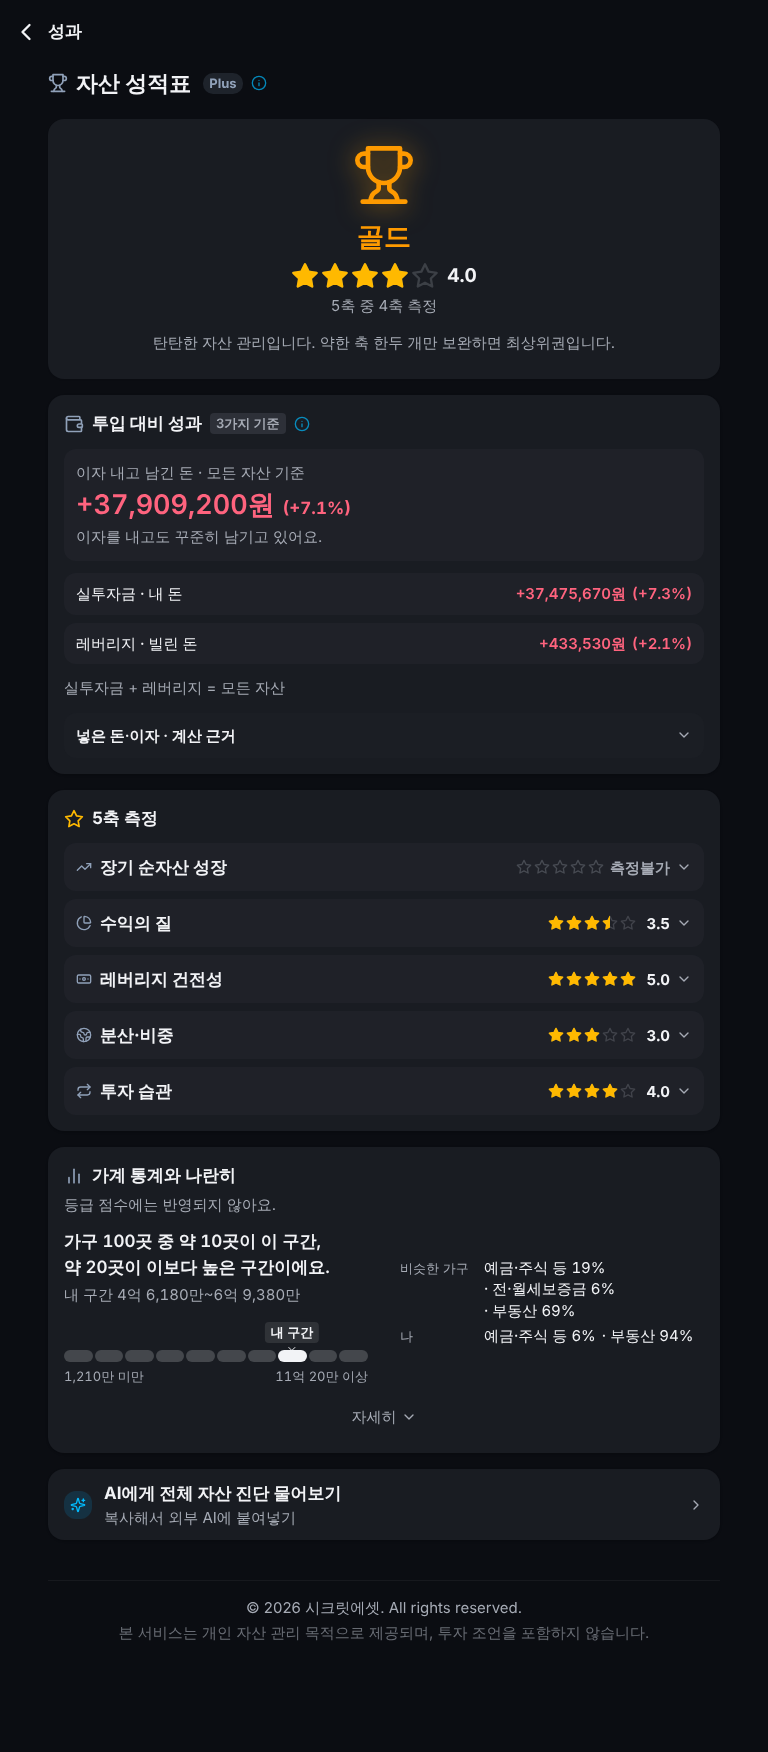 성과
자산 성적표 Plus
골드
4.0
5축 중 4축 측정
탄탄한 자산 관리입니다. 약한 축 한두 개만 보완하면 최상위권입니다.
투입 대비 성과 3가지 기준
이자 내고 남긴 돈 · 모든 자산 기준
+37,909,200원 (+7.1%)
이자를 내고도 꾸준히 남기고 있어요.
실투자금 · 내 돈 +37,475,670원 (+7.3%)
레버리지 · 빌린 돈 +433,530원 (+2.1%)
실투자금 + 레버리지 = 모든 자산
넣은 돈·이자 · 계산 근거
5축 측정
장기 순자산 성장 측정불가
수익의 질 3.5
레버리지 건전성 5.0
분산·비중 3.0
투자 습관 4.0
가계 통계와 나란히
등급 점수에는 반영되지 않아요.
가구 100곳 중 약 10곳이 이 구간,
약 20곳이 이보다 높은 구간이에요.
내 구간 4억 6,180만~6억 9,380만
내 구간
1,210만 미만 11억 20만 이상
비슷한 가구 예금·주식 등 19%
· 전·월세보증금 6%
· 부동산 69%
나 예금·주식 등 6% · 부동산 94%
자세히
AI에게 전체 자산 진단 물어보기
복사해서 외부 AI에 붙여넣기
© 2026 시크릿에셋. All rights reserved.
본 서비스는 개인 자산 관리 목적으로 제공되며, 투자 조언을 포함하지 않습니다.